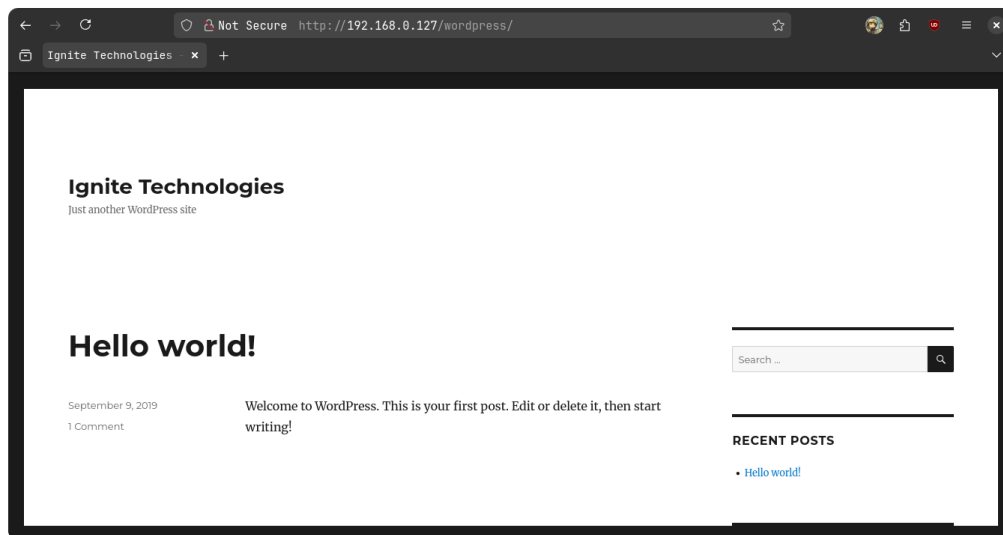 Not Secure http://192.168.0.127/wordpress/
Ignite Technologies -
Ignite Technologies
Just another WordPress site
Hello world!
September 9, 2019
1 Comment
Welcome to WordPress. This is your first post. Edit or delete it, then start
writing!
Search …
RECENT POSTS
Hello world!